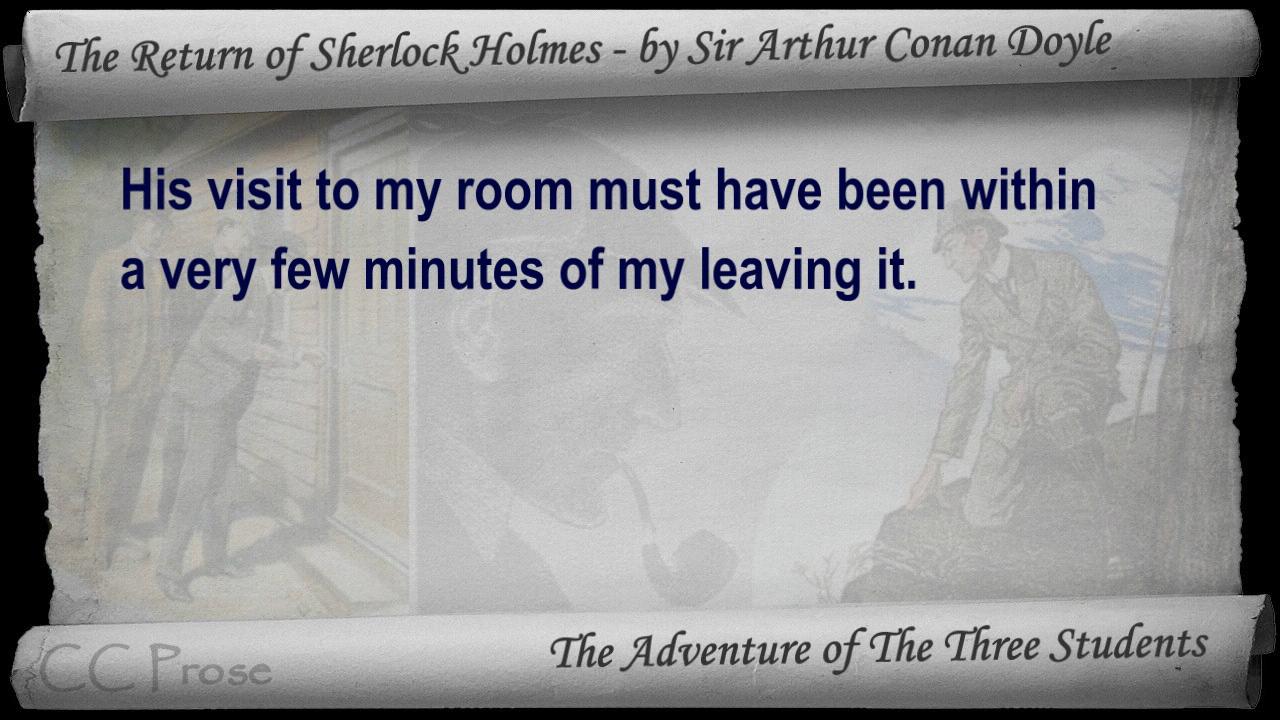 The Return of Sherlock Holmes - by Sir Arthur Conan Doyle
His visit to my room must have been within
a very few minutes of my leaving it.
The Adventure of The Three Students
CC Prose